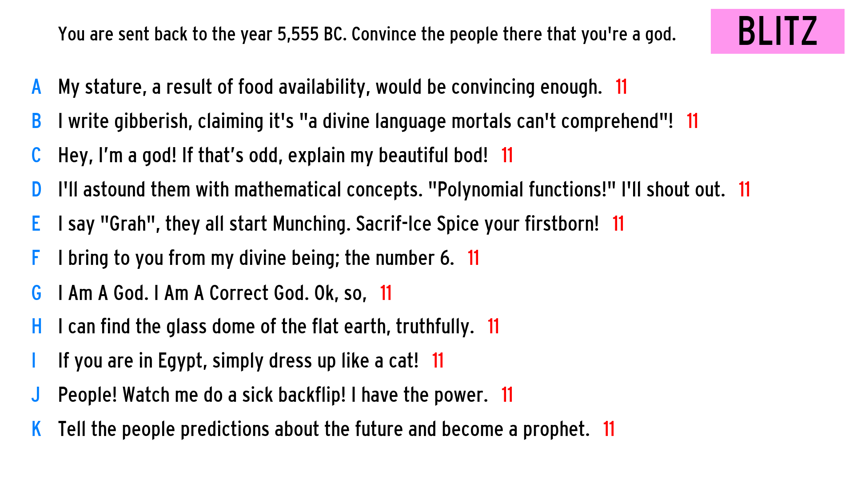 You are sent back to the year 5,555 BC. Convince the people there that you're a god.
BLITZ
A My stature, a result of food availability, would be convincing enough. 11
B I write gibberish, claiming it's "a divine language mortals can't comprehend"! 11
C Hey, I’m a god! If that’s odd, explain my beautiful bod! 11
D I'll astound them with mathematical concepts. "Polynomial functions!" I'll shout out. 11
E I say "Grah", they all start Munching. Sacrif-Ice Spice your firstborn! 11
F I bring to you from my divine being; the number 6. 11
G I Am A God. I Am A Correct God. Ok, so, 11
H I can find the glass dome of the flat earth, truthfully. 11
I If you are in Egypt, simply dress up like a cat! 11
J People! Watch me do a sick backflip! I have the power. 11
K Tell the people predictions about the future and become a prophet. 11